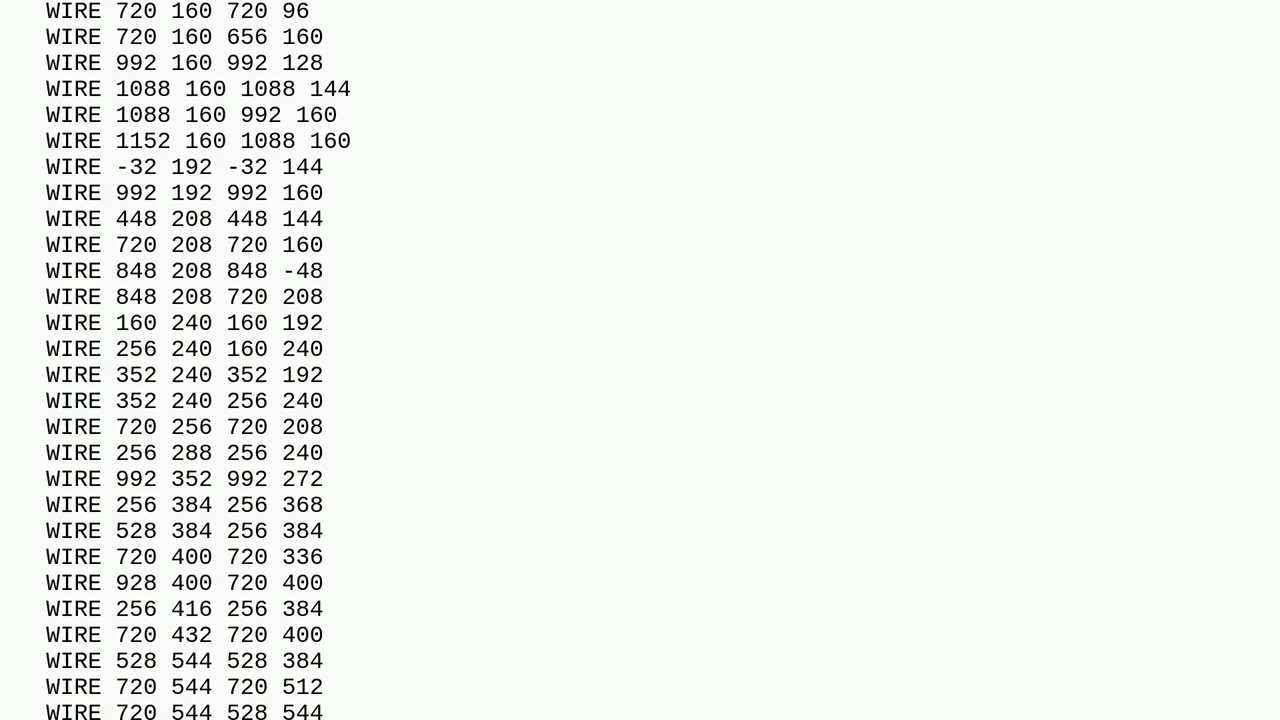 WIRE 720 160 720 96
WIRE 720 160 656 160
WIRE 992 160 992 128
WIRE 1088 160 1088 144
WIRE 1088 160 992 160
WIRE 1152 160 1088 160
WIRE -32 192 -32 144
WIRE 992 192 992 160
WIRE 448 208 448 144
WIRE 720 208 720 160
WIRE 848 208 848 -48
WIRE 848 208 720 208
WIRE 160 240 160 192
WIRE 256 240 160 240
WIRE 352 240 352 192
WIRE 352 240 256 240
WIRE 720 256 720 208
WIRE 256 288 256 240
WIRE 992 352 992 272
WIRE 256 384 256 368
WIRE 528 384 256 384
WIRE 720 400 720 336
WIRE 928 400 720 400
WIRE 256 416 256 384
WIRE 720 432 720 400
WIRE 528 544 528 384
WIRE 720 544 720 512
WIRE 720 544 528 544